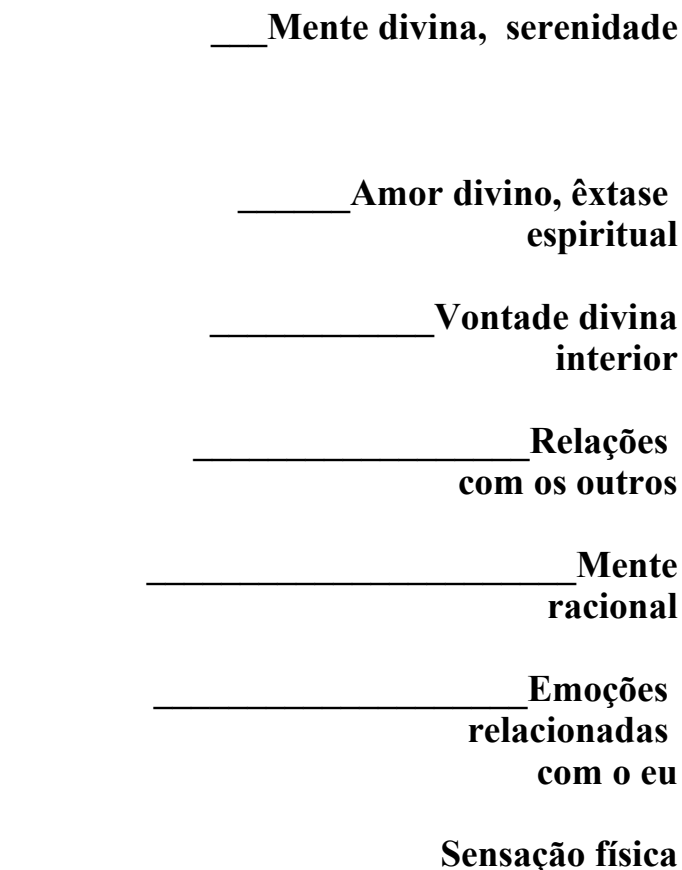 ___Mente divina,  serenidade
______Amor divino, êxtase
espiritual
____________Vontade divina
interior
__________________Relações
com os outros
_______________________Mente
racional
____________________Emoções
relacionadas
com o eu
Sensação física